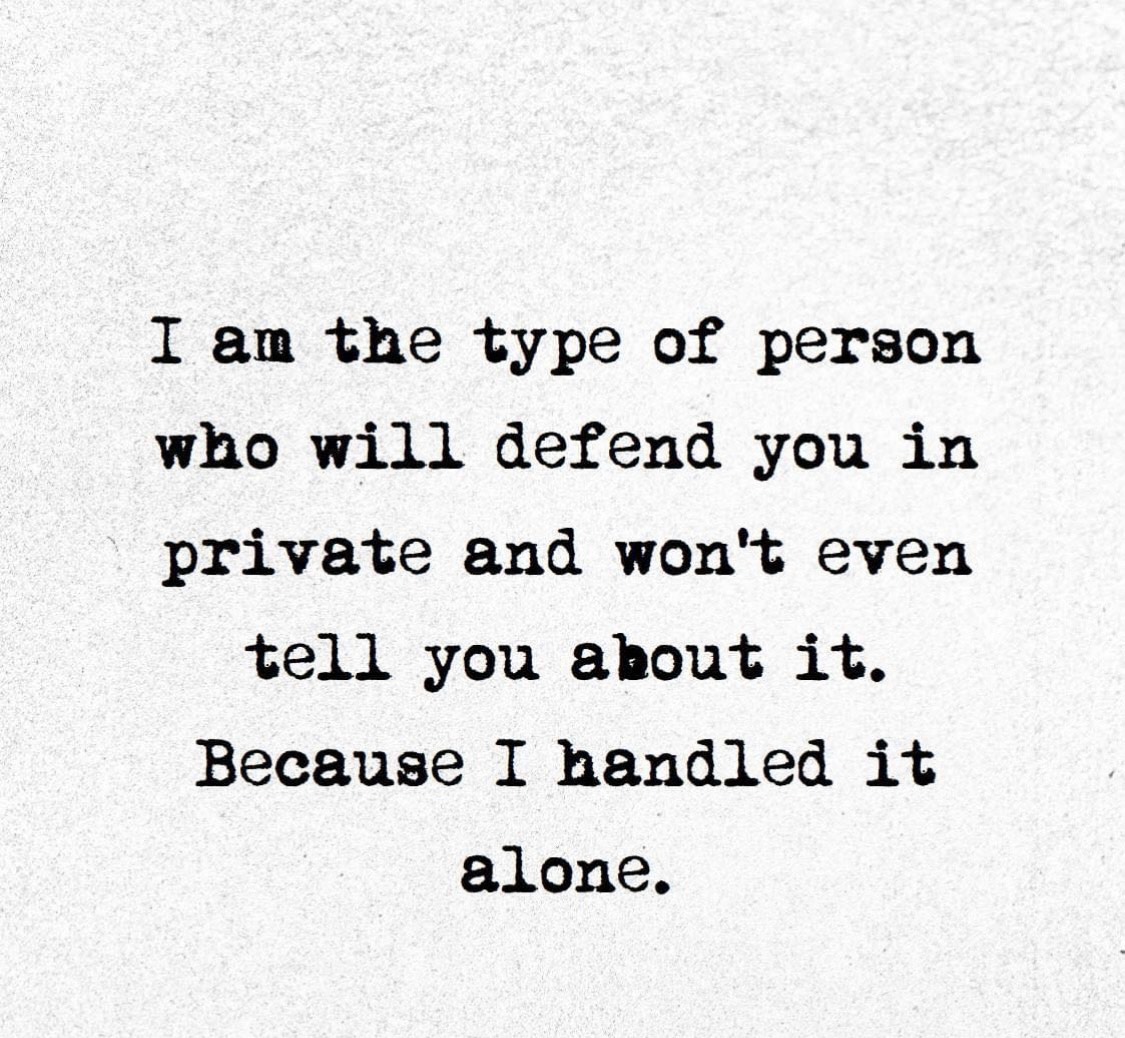 I am the type of person
who will defend you in
private and won't even
tell you about it.
Because I handled it
alone.